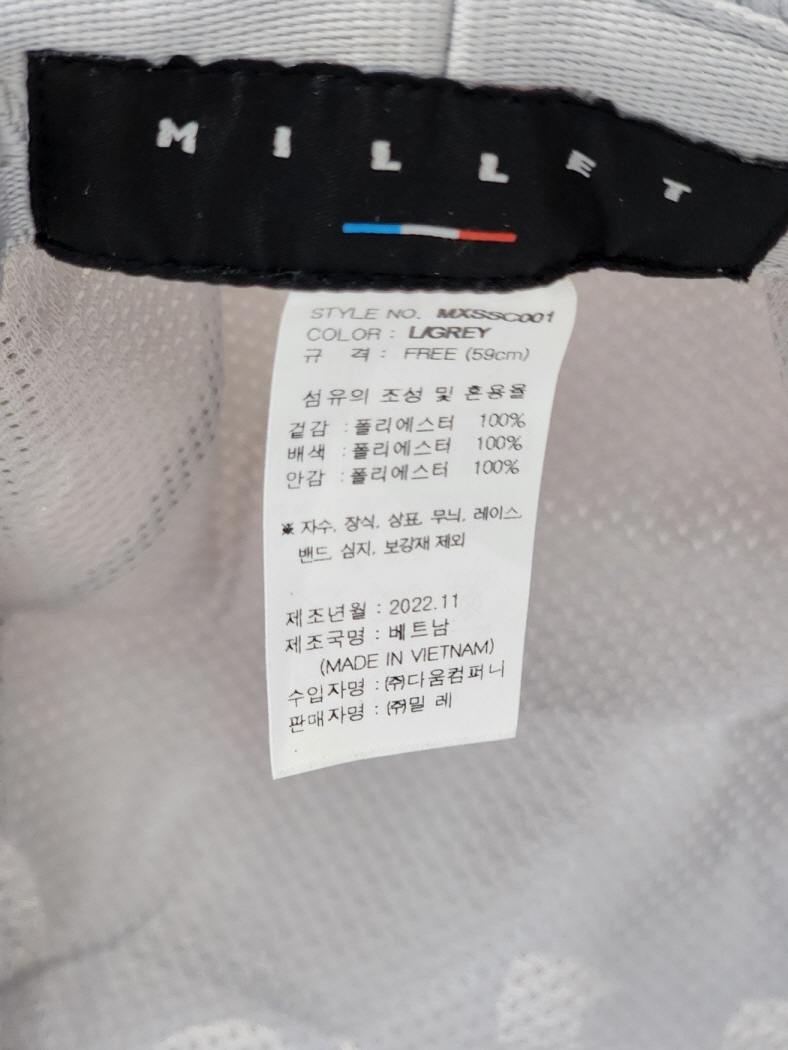 MILLET
STYLE NO. MXSSC001
COLOR : L/GREY
규 격 : FREE (59cm)
섬유의 조성 및 혼용율
겉감 : 폴리에스터 100%
배색 : 폴리에스터 100%
안감 : 폴리에스터 100%
※ 자수, 장식, 상표, 무늬, 레이스,
밴드, 심지, 보강재 제외
제조년월 : 2022.11
제조국명 : 베트남
(MADE IN VIETNAM)
수입자명 : ㈜다움컴퍼니
판매자명 : ㈜밀 레